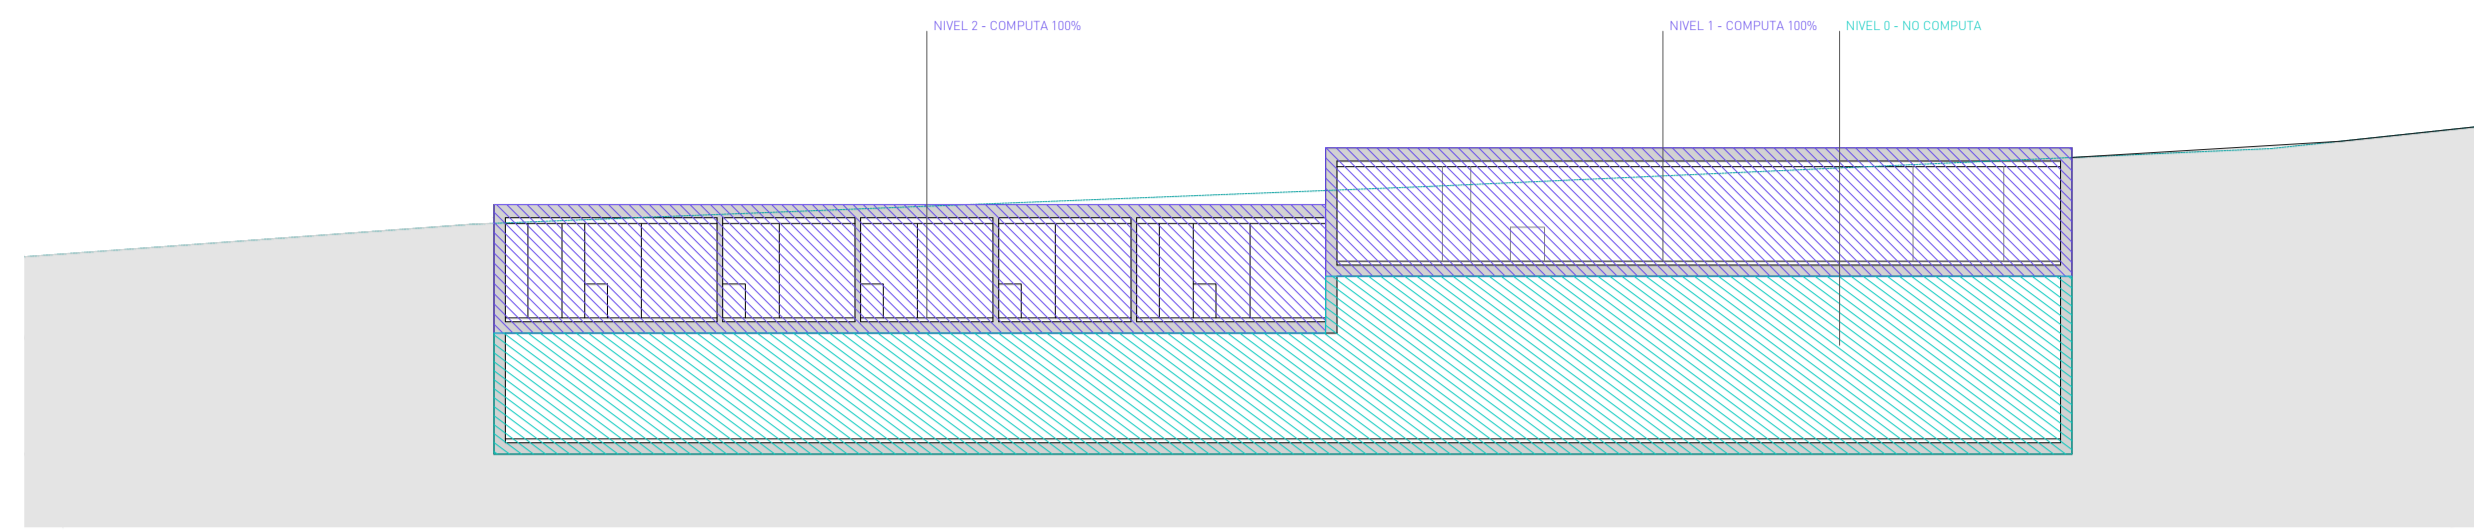 NIVEL 2 - COMPUTA 100%
NIVEL 1 - COMPUTA 100%
NIVEL 0 - NO COMPUTA